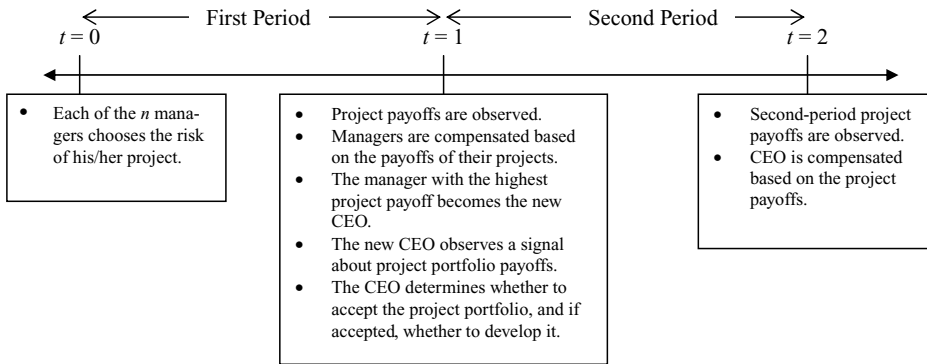 First Period
Second Period
t = 0
t = 1
t = 2
• Each of the n mana-
gers chooses the risk
of his/her project.
• Project payoffs are observed.
• Managers are compensated based
on the payoffs of their projects.
• The manager with the highest
project payoff becomes the new
CEO.
• The new CEO observes a signal
about project portfolio payoffs.
• The CEO determines whether to
accept the project portfolio, and if
accepted, whether to develop it.
• Second-period project
payoffs are observed.
• CEO is compensated
based on the project
payoffs.